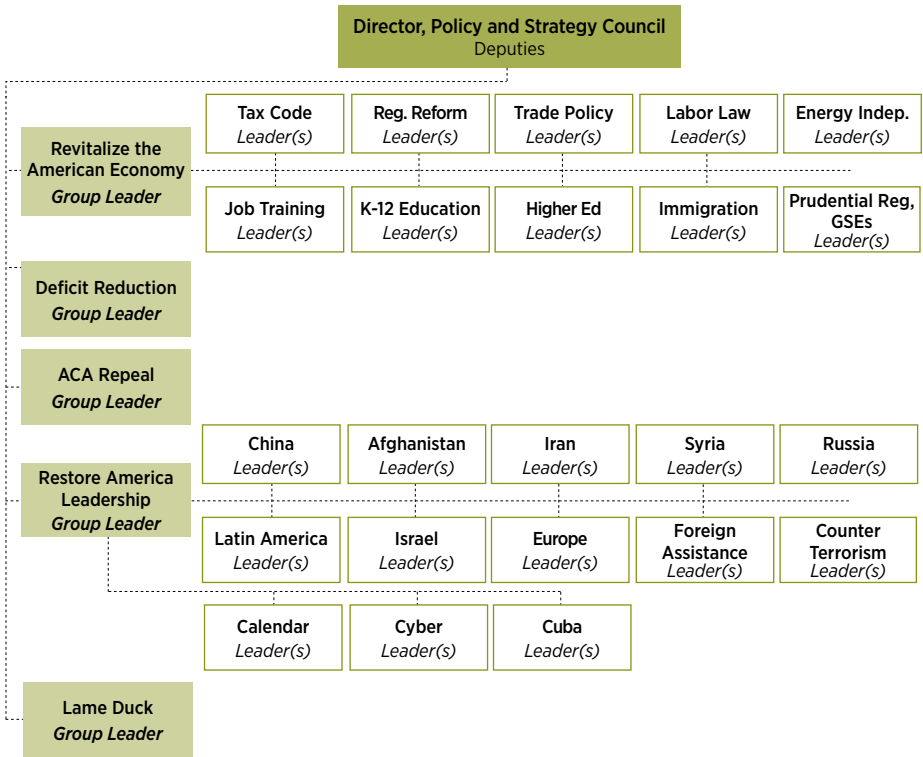 Director, Policy and Strategy Council
Deputies
Revitalize the
American Economy
Group Leader
Tax Code
Leader(s)
Reg. Reform
Leader(s)
Trade Policy
Leader(s)
Labor Law
Leader(s)
Energy Indep.
Leader(s)
Job Training
Leader(s)
K-12 Education
Leader(s)
Higher Ed
Leader(s)
Immigration
Leader(s)
Prudential Reg,
GSEs
Leader(s)
Deficit Reduction
Group Leader
ACA Repeal
Group Leader
Restore America
Leadership
Group Leader
China
Leader(s)
Afghanistan
Leader(s)
Iran
Leader(s)
Syria
Leader(s)
Russia
Leader(s)
Latin America
Leader(s)
Israel
Leader(s)
Europe
Leader(s)
Foreign
Assistance
Leader(s)
Counter
Terrorism
Leader(s)
Calendar
Leader(s)
Cyber
Leader(s)
Cuba
Leader(s)
Lame Duck
Group Leader